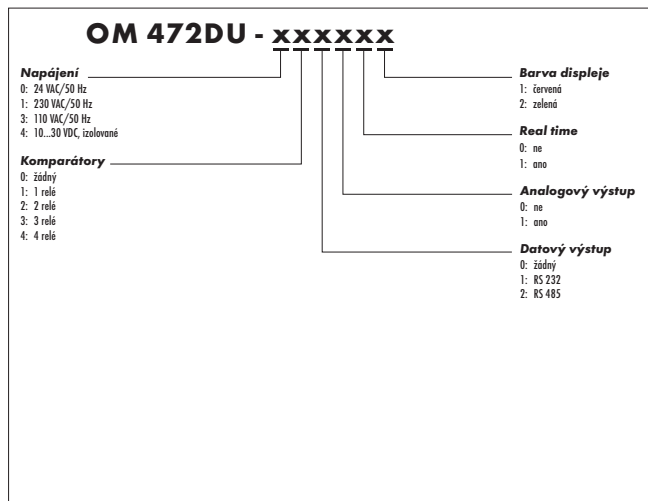 OM 472DU - xxxxxx
Napájení
0: 24 VAC/50 Hz
1: 230 VAC/50 Hz
3: 110 VAC/50 Hz
4: 10...30 VDC, izolované
Komparátory
0: žádný
1: 1 relé
2: 2 relé
3: 3 relé
4: 4 relé
Barva displeje
1: červená
2: zelená
Real time
0: ne
1: ano
Analogový výstup
0: ne
1: ano
Datový výstup
0: žádný
1: RS 232
2: RS 485